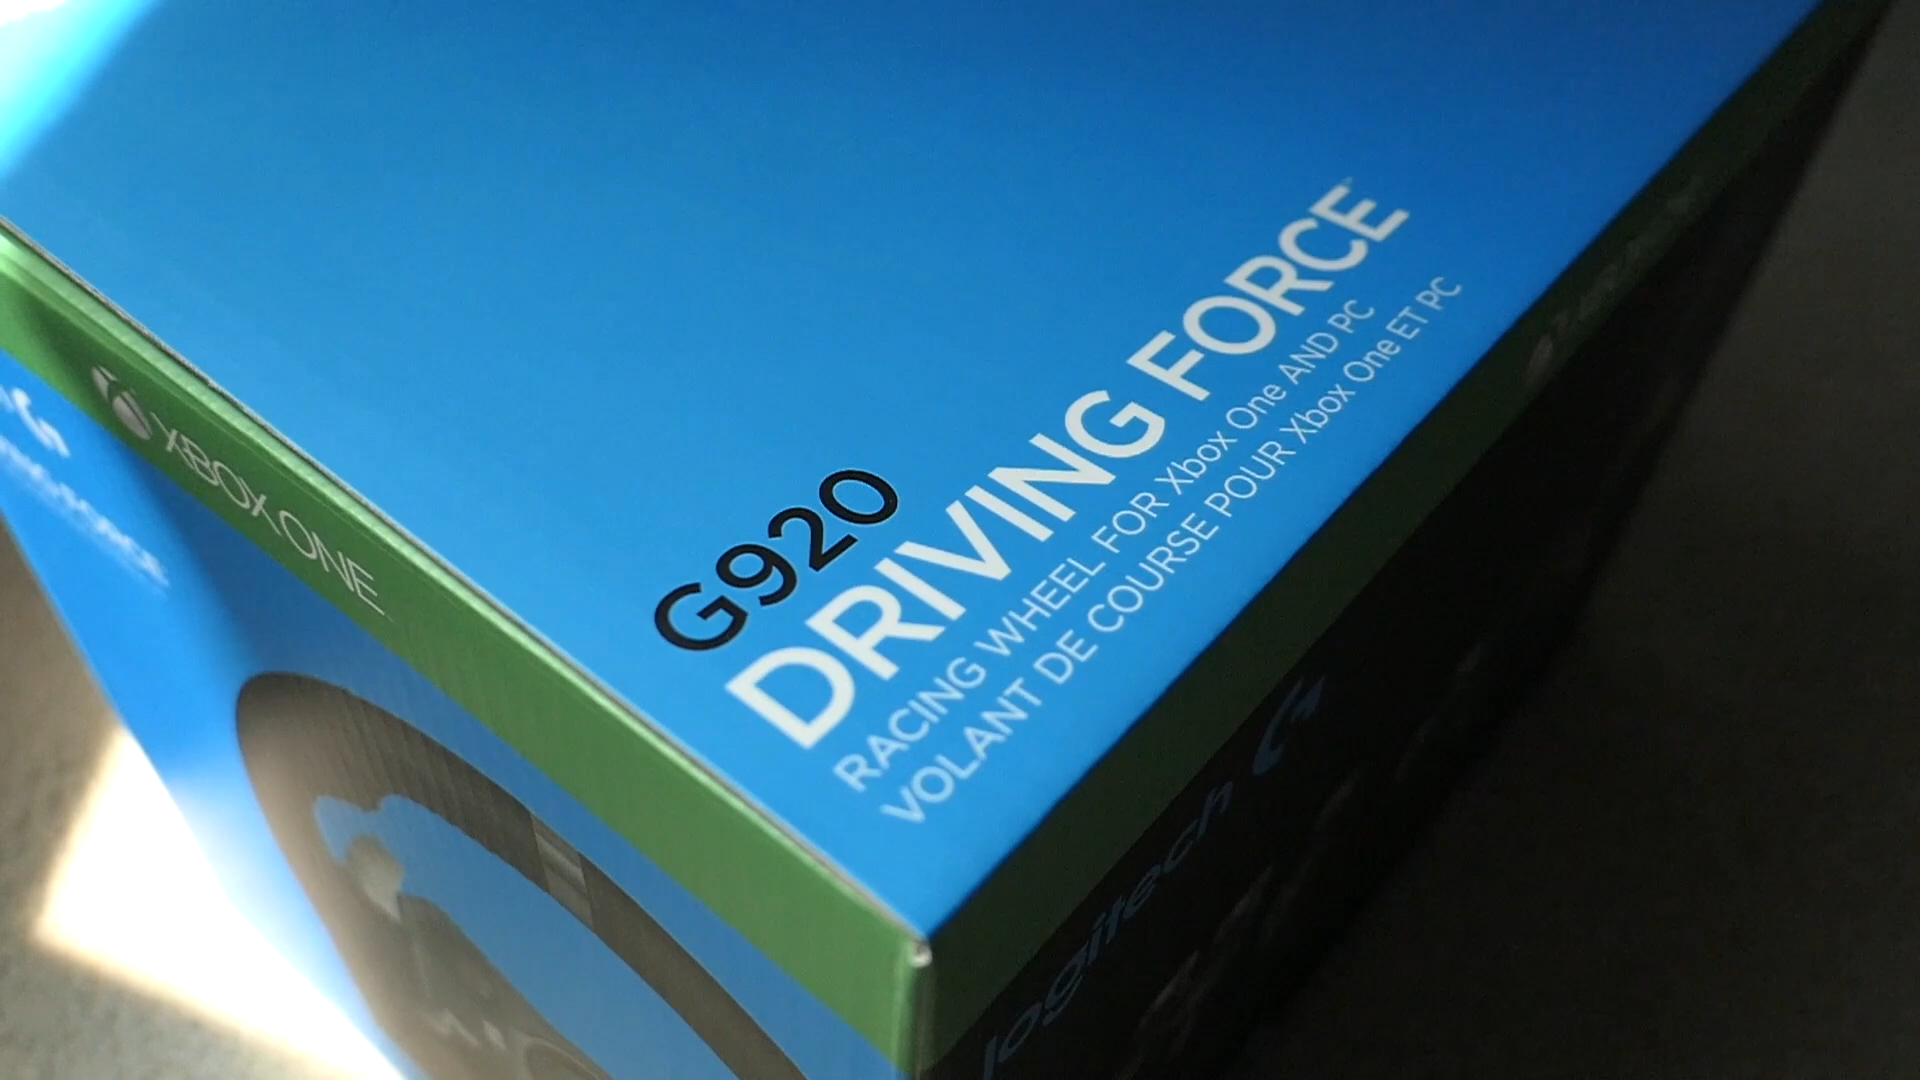 G920
DRIVING FORCE
RACING WHEEL FOR Xbox One AND PC
VOLANT DE COURSE POUR Xbox One ET PC
XBOX ONE
logitech G